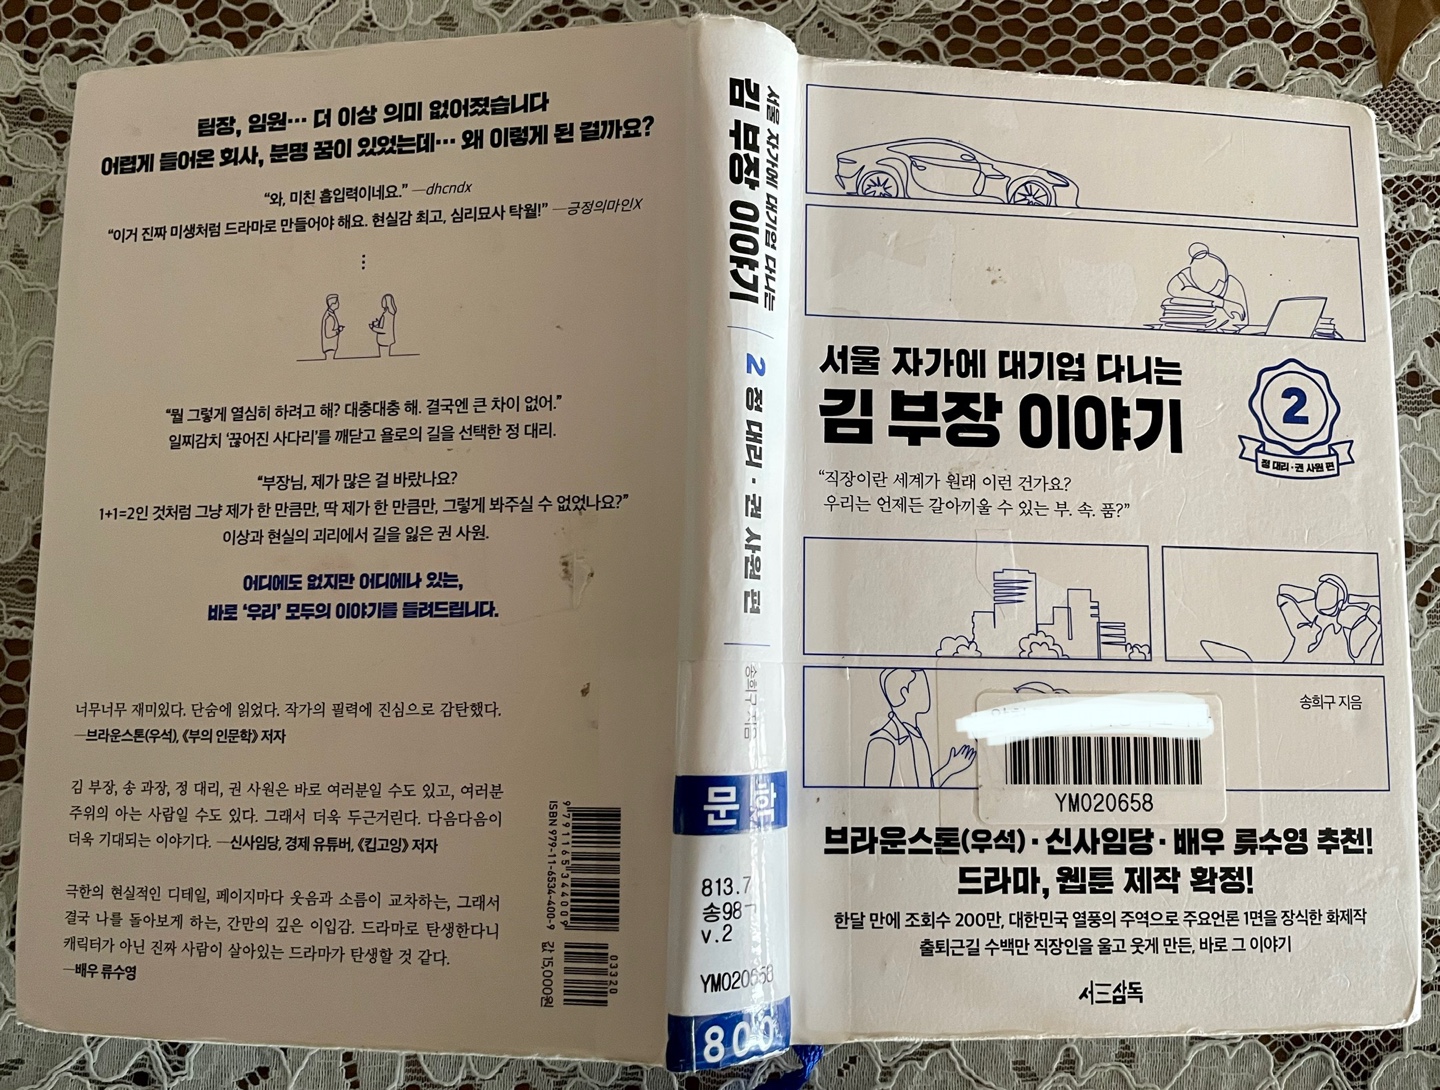 팀장, 임원… 더 이상 의미 없어졌습니다
어렵게 들어온 회사, 분명 꿈이 있었는데… 왜 이렇게 된 걸까요?
“와, 미친 흡입력이네요.” —dhcndx
“이거 진짜 미생처럼 드라마로 만들어야 해요. 현실감 최고, 심리묘사 탁월!” —긍정의마인X
“뭘 그렇게 열심히 하려고 해? 대충대충 해. 결국엔 큰 차이 없어.”
일찌감치 ‘끊어진 사다리’를 깨닫고 욜로의 길을 선택한 정 대리.
“부장님, 제가 많은 걸 바랐나요?
1+1=2인 것처럼 그냥 제가 한 만큼만, 딱 제가 한 만큼만, 그렇게 봐주실 수 없었나요?”
이상과 현실의 괴리에서 길을 잃은 권 사원.
어디에도 없지만 어디에나 있는,
바로 ‘우리’ 모두의 이야기를 들려드립니다.
너무너무 재미있다. 단숨에 읽었다. 작가의 필력에 진심으로 감탄했다.
—브라운스톤(우석), 《부의 인문학》 저자
김 부장, 송 과장, 정 대리, 권 사원은 바로 여러분일 수도 있고, 여러분
주위의 아는 사람일 수도 있다. 그래서 더욱 두근거린다. 다음다음이
더욱 기대되는 이야기다. —신사임당, 경제 유튜버, 《킵고잉》 저자
극한의 현실적인 디테일, 페이지마다 웃음과 소름이 교차하는, 그래서
결국 나를 돌아보게 하는, 간만의 깊은 이입감. 드라마로 탄생한다니
캐릭터가 아닌 진짜 사람이 살아있는 드라마가 탄생할 것 같다.
—배우 류수영
ISBN 979-11-6534-400-9
9791165344009
값 15,000원
03320
서울 자가에 대기업 다니는
김 부장 이야기
2 정 대리·권 사원 편
송희구 지음
문학
813.7
송98
v.2
YM020658
800
서울 자가에 대기업 다니는
김 부장 이야기
2
정 대리·권 사원 편
“직장이란 세계가 원래 이런 건가요?
우리는 언제든 갈아끼울 수 있는 부. 속. 품?”
송희구 지음
YM020658
브라운스톤(우석)·신사임당·배우 류수영 추천!
드라마, 웹툰 제작 확정!
한달 만에 조회수 200만, 대한민국 열풍의 주역으로 주요언론 1면을 장식한 화제작
출퇴근길 수백만 직장인을 울고 웃게 만든, 바로 그 이야기
서삼독